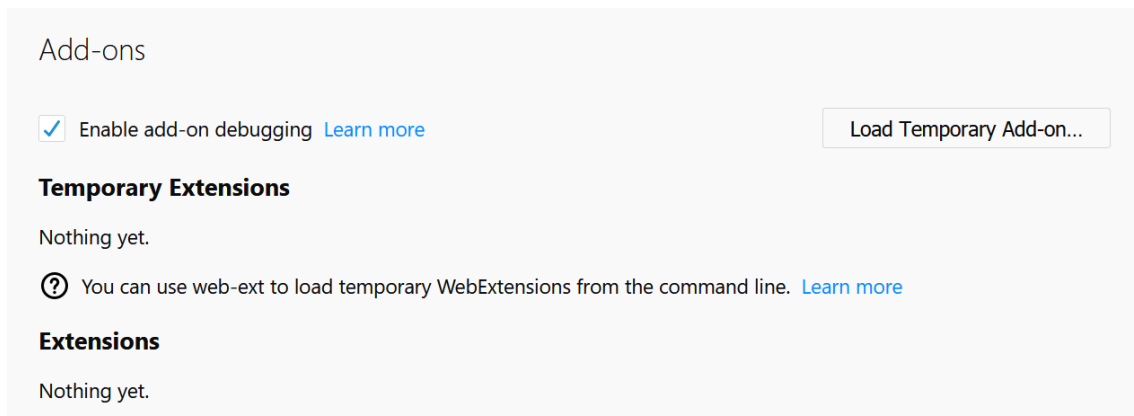 Add-ons
Enable add-on debugging Learn more
Load Temporary Add-on...
Temporary Extensions
Nothing yet.
You can use web-ext to load temporary WebExtensions from the command line. Learn more
Extensions
Nothing yet.